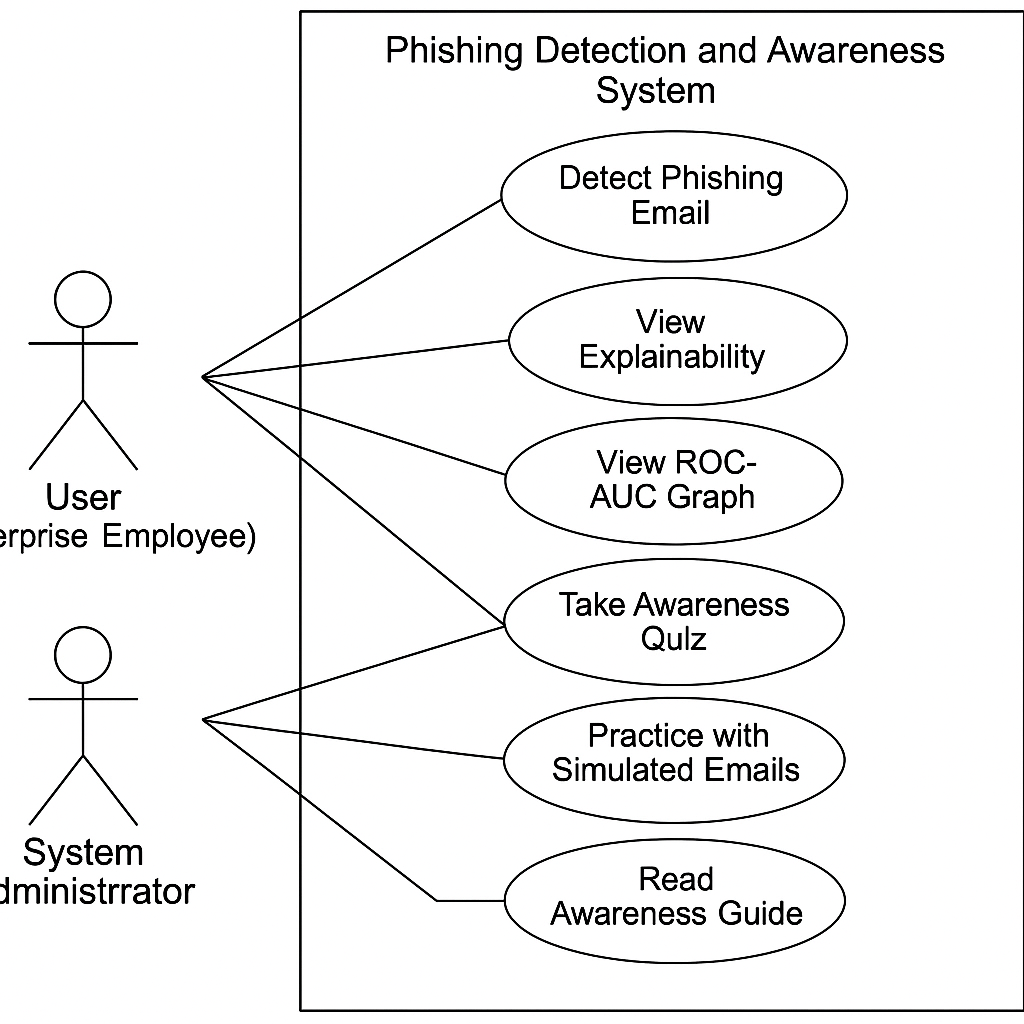 Phishing Detection and Awareness
System
Detect Phishing
Email
View
Explainability
View ROC-
AUC Graph
Take Awareness
Qulz
Practice with
Simulated Emails
Read
Awareness Guide
User
erprise Employee)
System
dministrrator